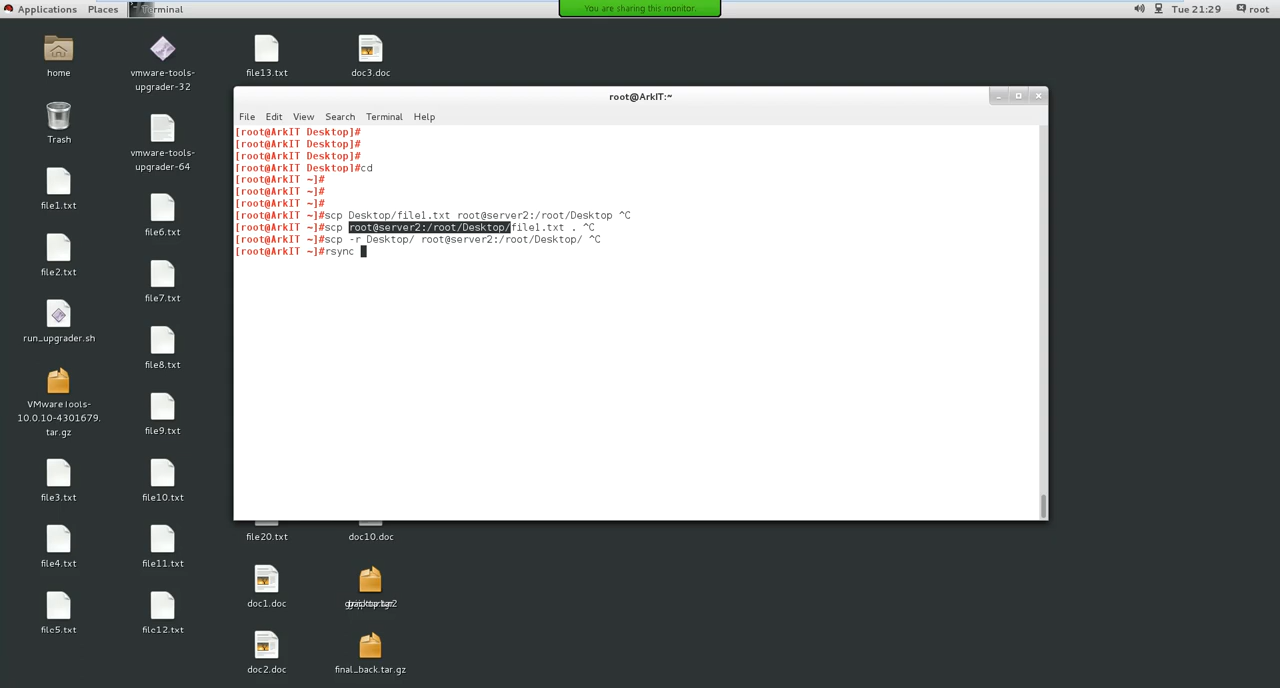 Applications Places Terminal
You are sharing this monitor.
Tue 21:29 root
home
vmware-tools-
upgrader-32
file13.txt
doc3.doc
Trash
vmware-tools-
upgrader-64
file1.txt
file6.txt
file2.txt
file7.txt
run_upgrader.sh
file8.txt
VMwareTools-
10.0.10-4301679.
tar.gz
file9.txt
file3.txt
file10.txt
file4.txt
file11.txt
file20.txt
doc10.doc
file5.txt
file12.txt
doc1.doc
doc2.doc
final_back.tar.gz
root@ArkIT:~
File Edit View Search Terminal Help
[root@ArkIT Desktop]#
[root@ArkIT Desktop]#
[root@ArkIT Desktop]#
[root@ArkIT Desktop]#cd
[root@ArkIT ~]#
[root@ArkIT ~]#
[root@ArkIT ~]#
[root@ArkIT ~]#scp Desktop/file1.txt root@server2:/root/Desktop ^C
[root@ArkIT ~]#scp root@server2:/root/Desktop/file1.txt . ^C
[root@ArkIT ~]#scp -r Desktop/ root@server2:/root/Desktop/ ^C
[root@ArkIT ~]#rsync